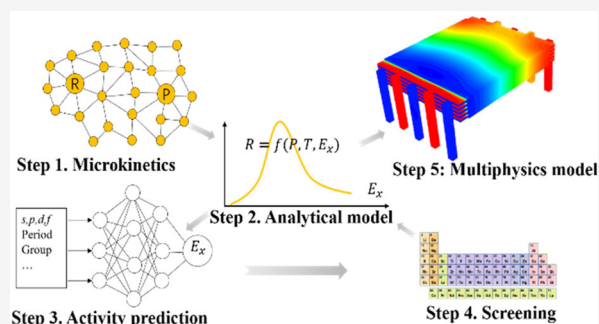 R
P
Step 1. Microkinetics
R = f(P, T, E_x)
E_x
Step 2. Analytical model
Step 5: Multiphysics model
s,p,d,f
Period
Group
...
E_x
Step 3. Activity prediction
Step 4. Screening